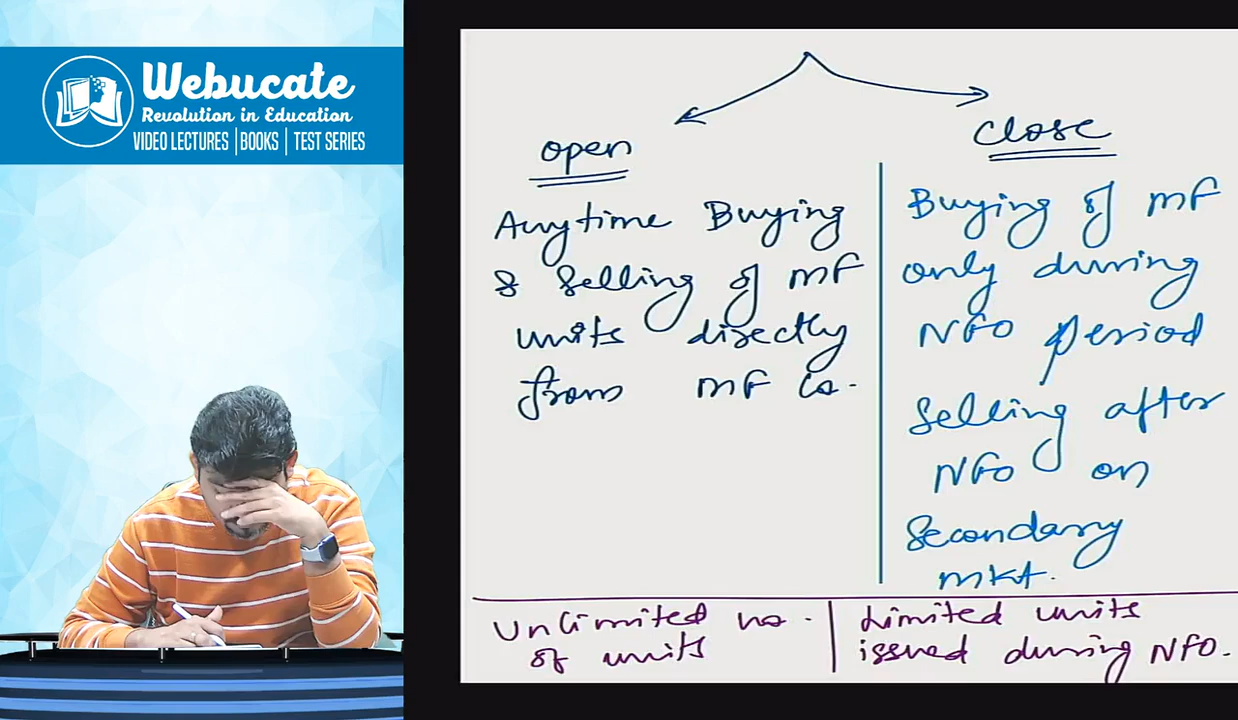 Webucate
Revolution in Education
VIDEO LECTURES | BOOKS | TEST SERIES
open
Anytime Buying
& Selling of MF
units directly
from MF Co.
Close
Buying of MF
only during
NFO period
Selling after
NFO on
Secondary
mkt.
Unlimited no.
of units
Limited units
issued during NFO.